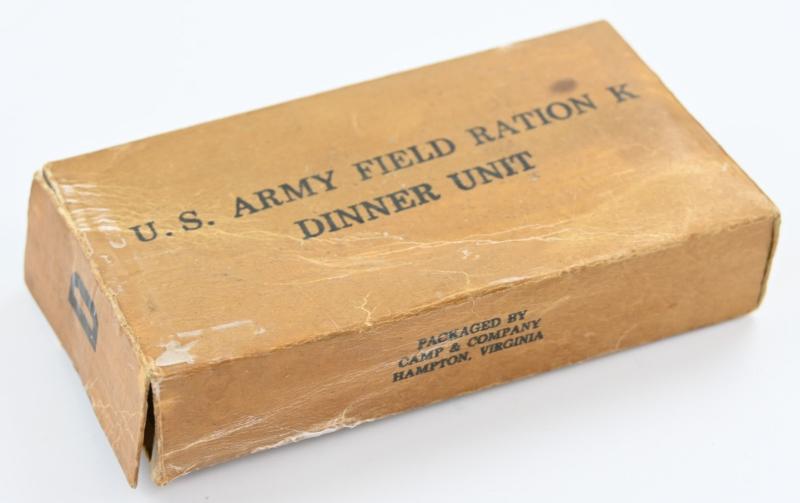 U.S. ARMY FIELD RATION K
DINNER UNIT
PACKAGED BY
CAMP & COMPANY
HAMPTON, VIRGINIA